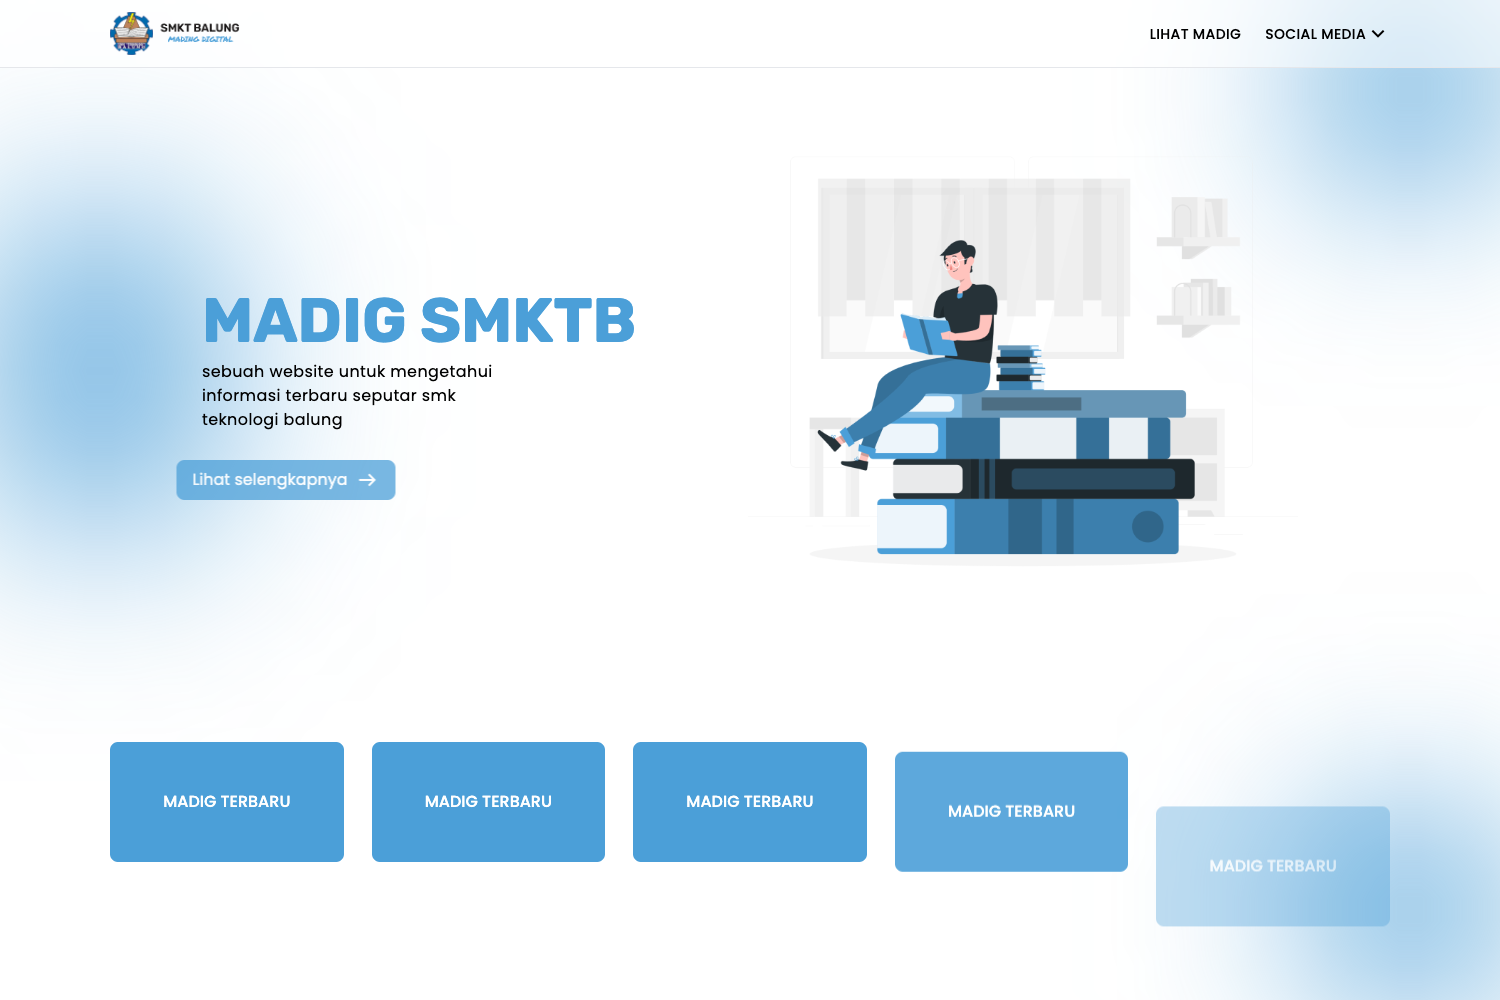 SMKT BALUNG
MADING DIGITAL
LIHAT MADIG
SOCIAL MEDIA
MADIG SMKTB
sebuah website untuk mengetahui
informasi terbaru seputar smk
teknologi balung
Lihat selengkapnya
MADIG TERBARU
MADIG TERBARU
MADIG TERBARU
MADIG TERBARU
MADIG TERBARU